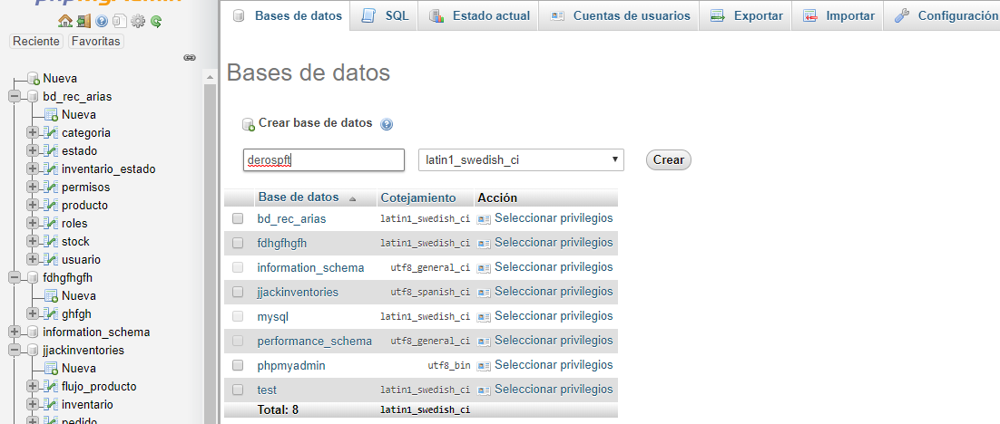 Reciente Favoritas
Nueva
bd_rec_arias
Nueva
categoria
estado
inventario_estado
permisos
producto
roles
stock
usuario
fdhgfhgfh
Nueva
ghfgh
information_schema
jjackinventories
Nueva
flujo_producto
inventario
pedido
Bases de datos SQL Estado actual Cuentas de usuarios Exportar Importar Configuración
Bases de datos
Crear base de datos
derospft latin1_swedish_ci Crear
Base de datos Cotejamiento Acción
bd_rec_arias latin1_swedish_ci Seleccionar privilegios
fdhgfhgfh latin1_swedish_ci Seleccionar privilegios
information_schema utf8_general_ci Seleccionar privilegios
jjackinventories utf8_spanish_ci Seleccionar privilegios
mysql latin1_swedish_ci Seleccionar privilegios
performance_schema utf8_general_ci Seleccionar privilegios
phpmyadmin utf8_bin Seleccionar privilegios
test latin1_swedish_ci Seleccionar privilegios
Total: 8 latin1_swedish_ci